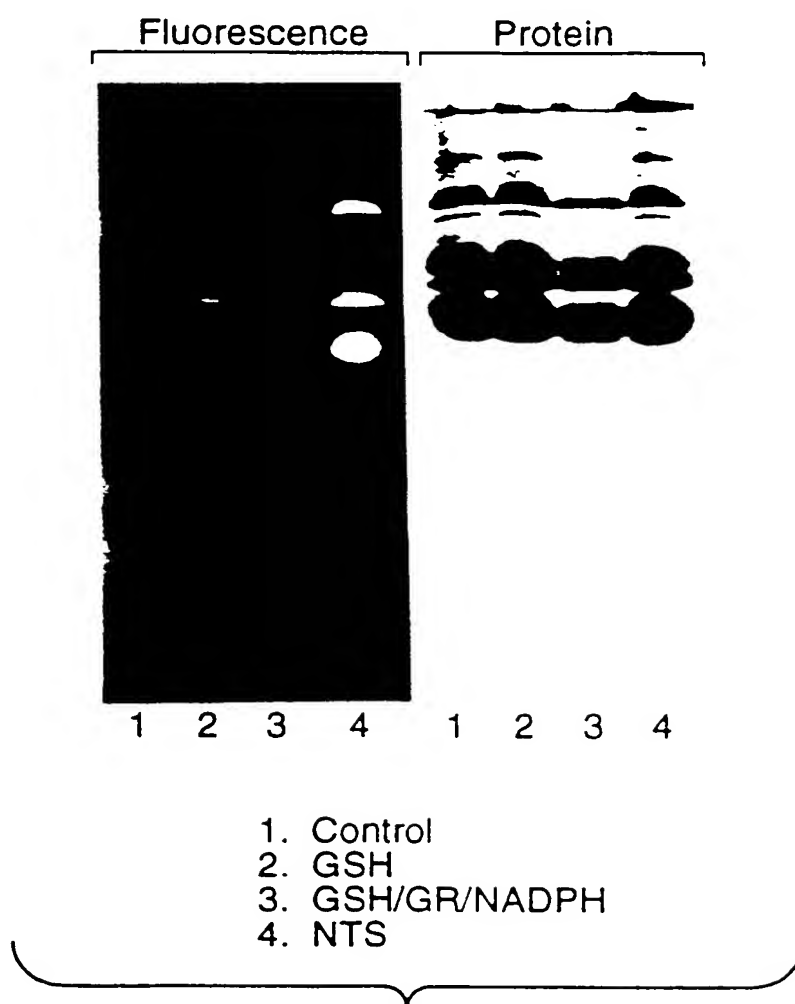 Fluorescence Protein
1 2 3 4 1 2 3 4
1. Control
2. GSH
3. GSH/GR/NADPH
4. NTS